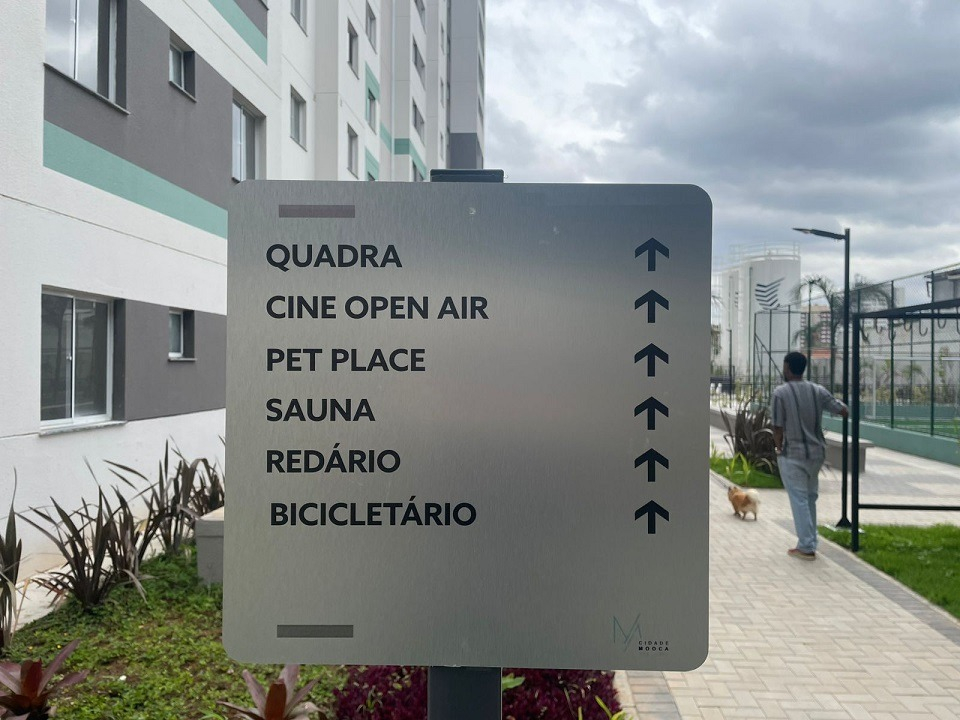 QUADRA ↑
CINE OPEN AIR ↑
PET PLACE ↑
SAUNA ↑
REDÁRIO ↑
BICICLETÁRIO ↑
CIDADE
MOOCA